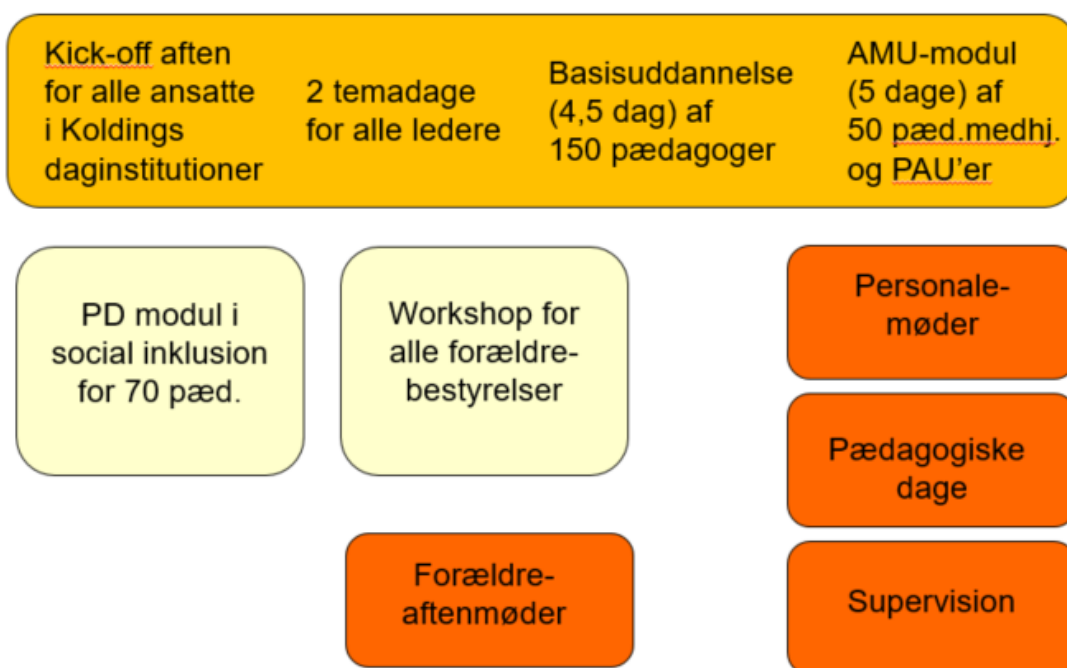 Kick-off aften
for alle ansatte
i Koldings
daginstitutioner
2 temadage
for alle ledere
Basisuddannelse
(4,5 dag) af
150 pædagoger
AMU-modul
(5 dage) af
50 pæd.medhj.
og PAU’er
PD modul i
social inklusion
for 70 pæd.
Workshop for
alle forældre-
bestyrelser
Personale-
møder
Pædagogiske
dage
Forældre-
aftenmøder
Supervision